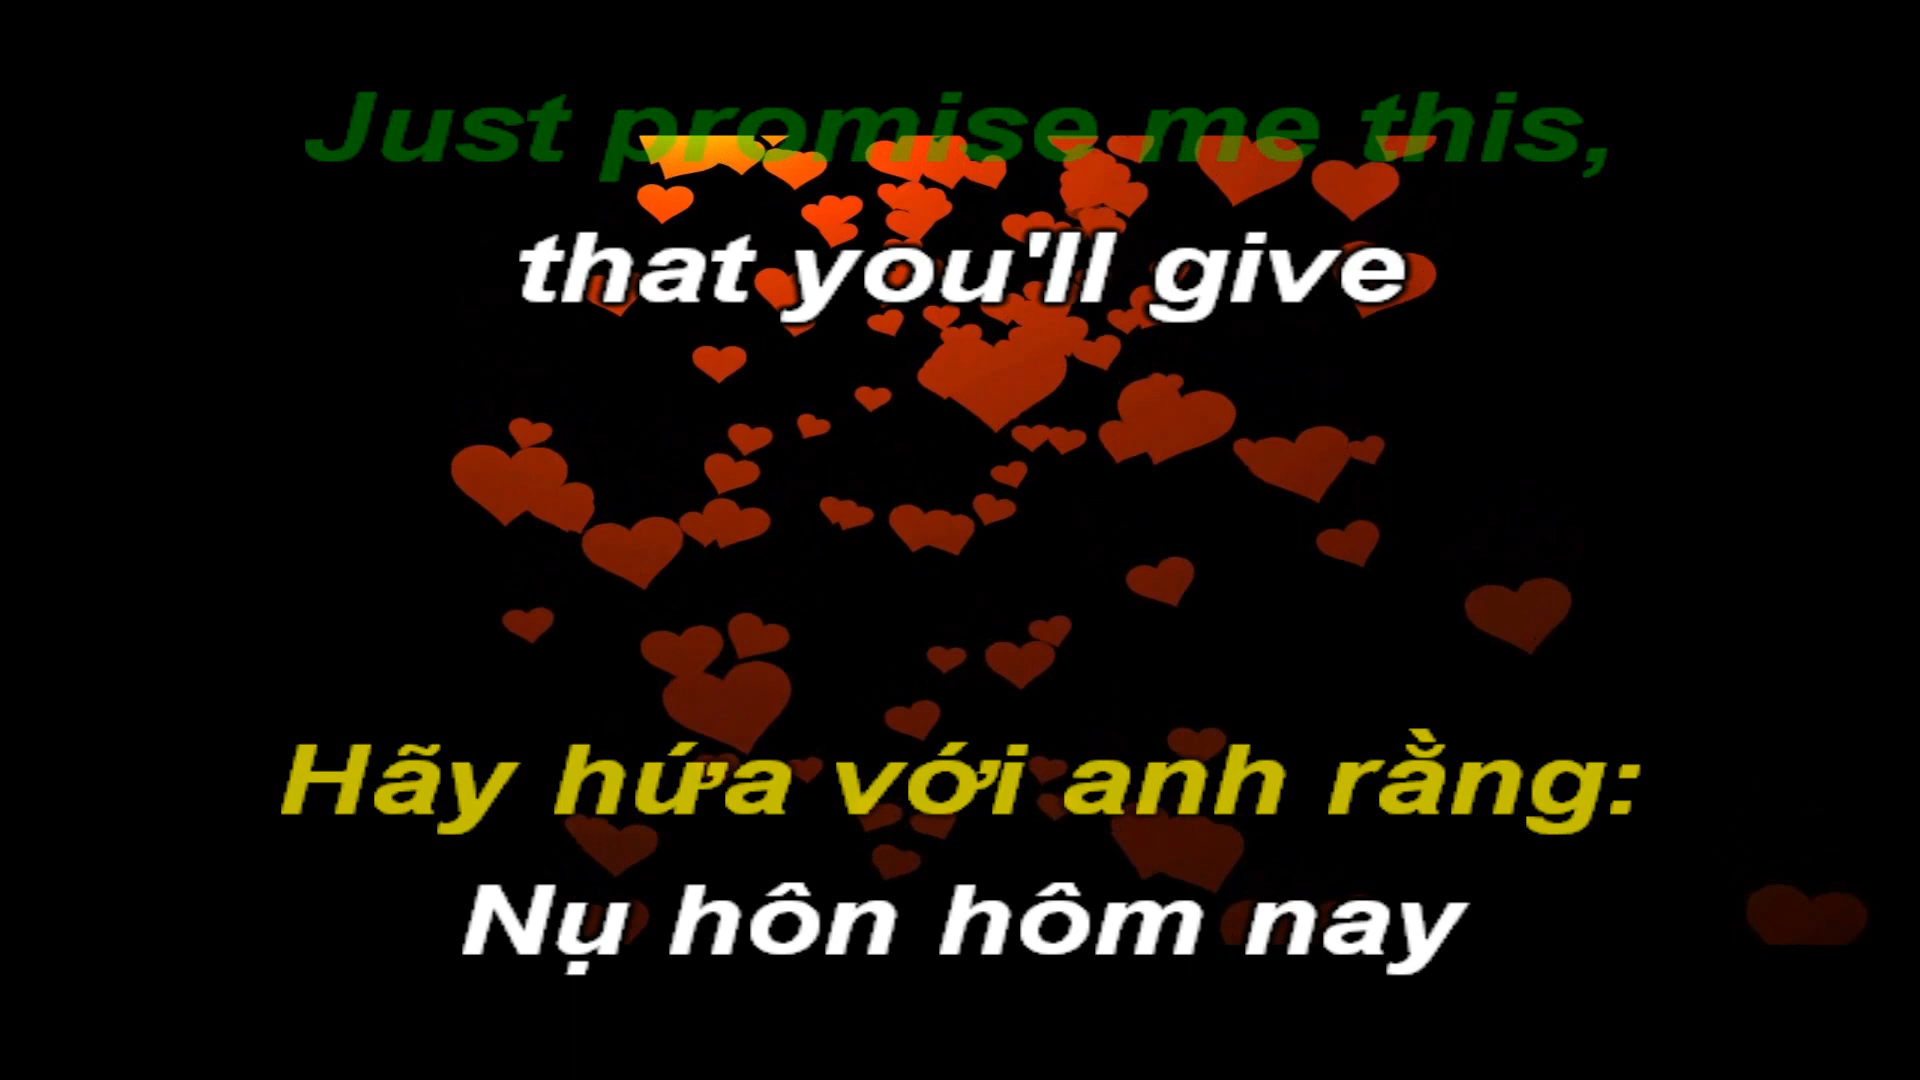 Just promise me this,
that you'll give
Hãy hứa với anh rằng:
Nụ hôn hôm nay